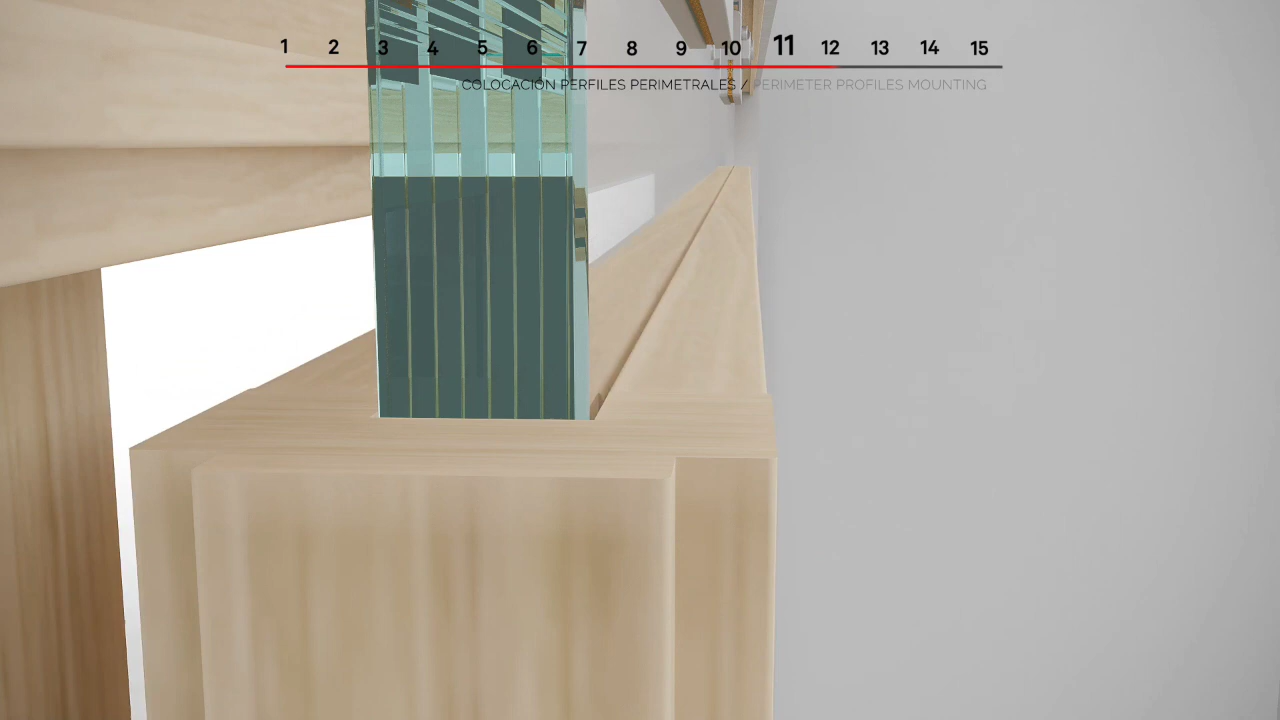 1 2 3 4 5 6 7 8 9 10 11 12 13 14 15
COLOCACIÓN PERFILES PERIMETRALES / PERIMETER PROFILES MOUNTING